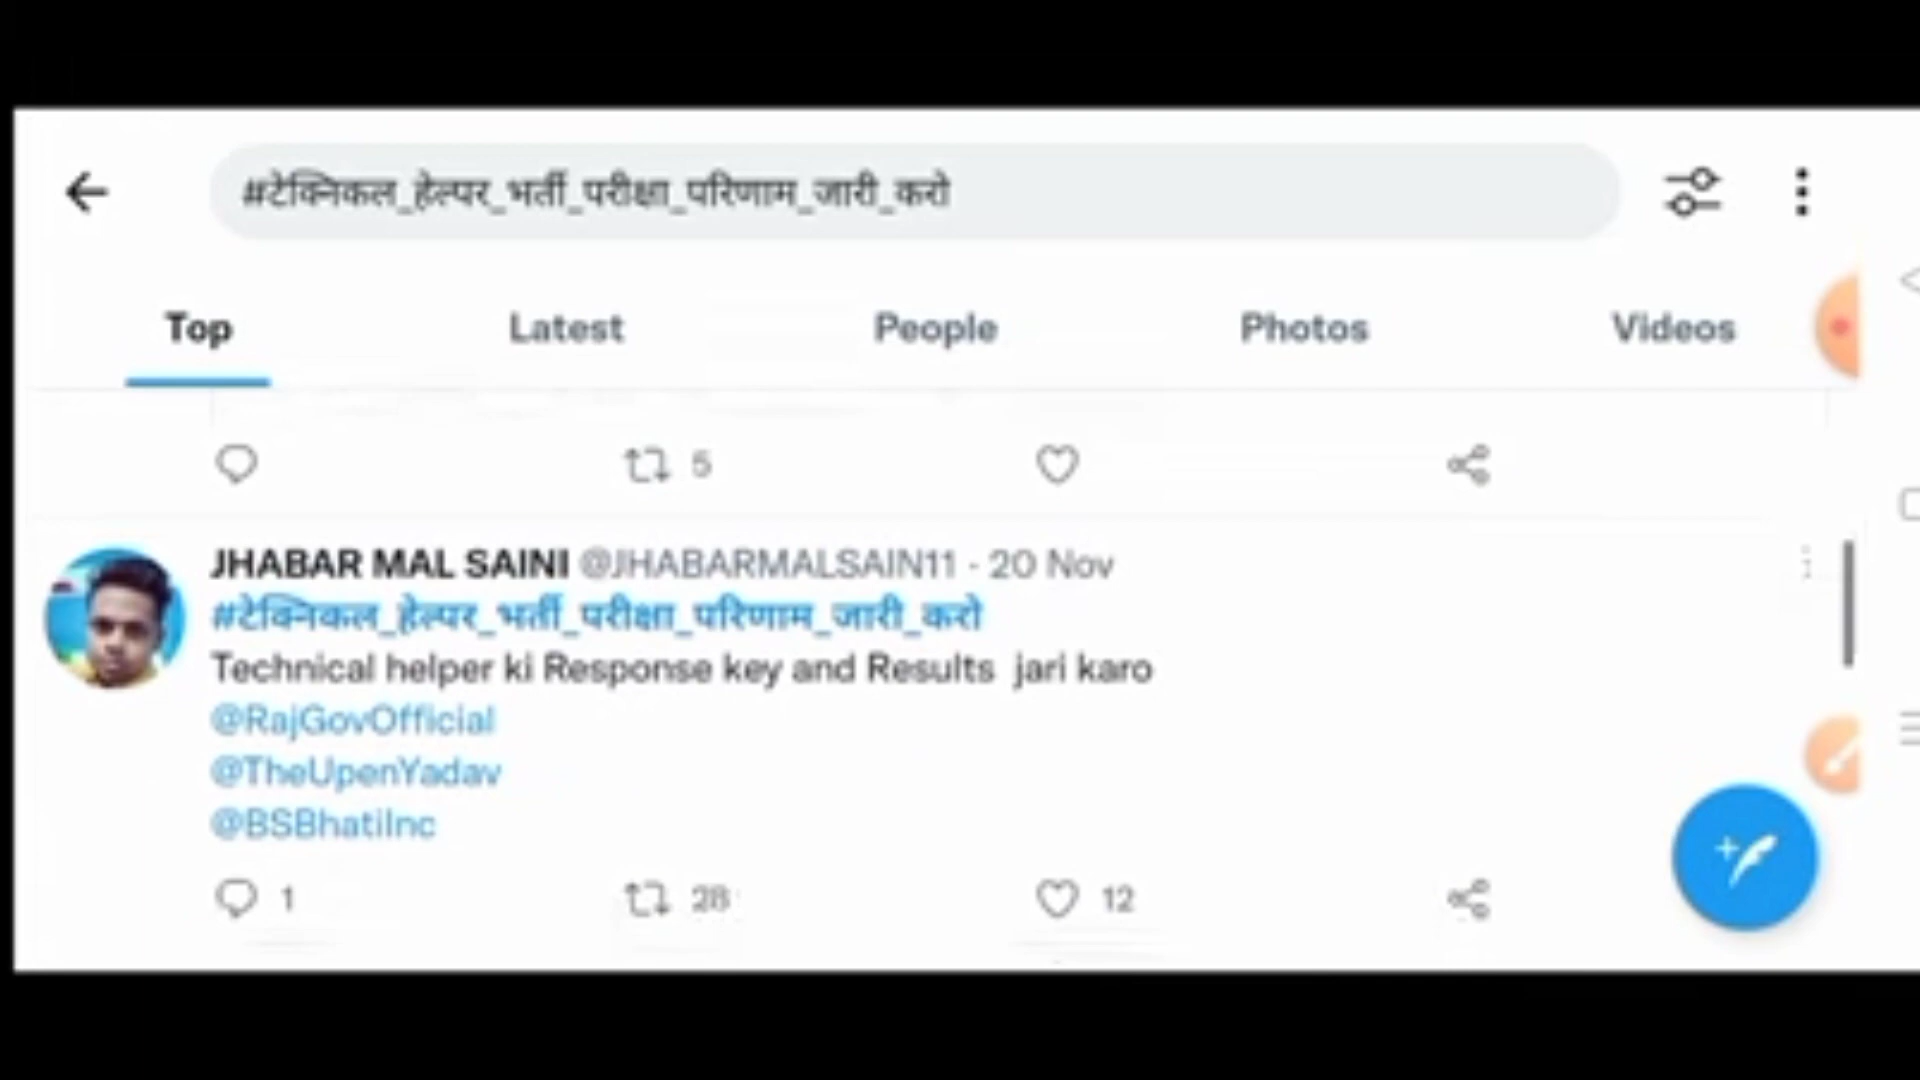 #टेक्निकल_हेल्पर_भर्ती_परीक्षा_परिणाम_जारी_करो
Top Latest People Photos Videos
5
JHABAR MAL SAINI @JHABARMALSAIN11 · 20 Nov
#टेक्निकल_हेल्पर_भर्ती_परीक्षा_परिणाम_जारी_करो
Technical helper ki Response key and Results jari karo
@RajGovOfficial
@TheUpenYadav
@BSBhatiInc
1 28 12